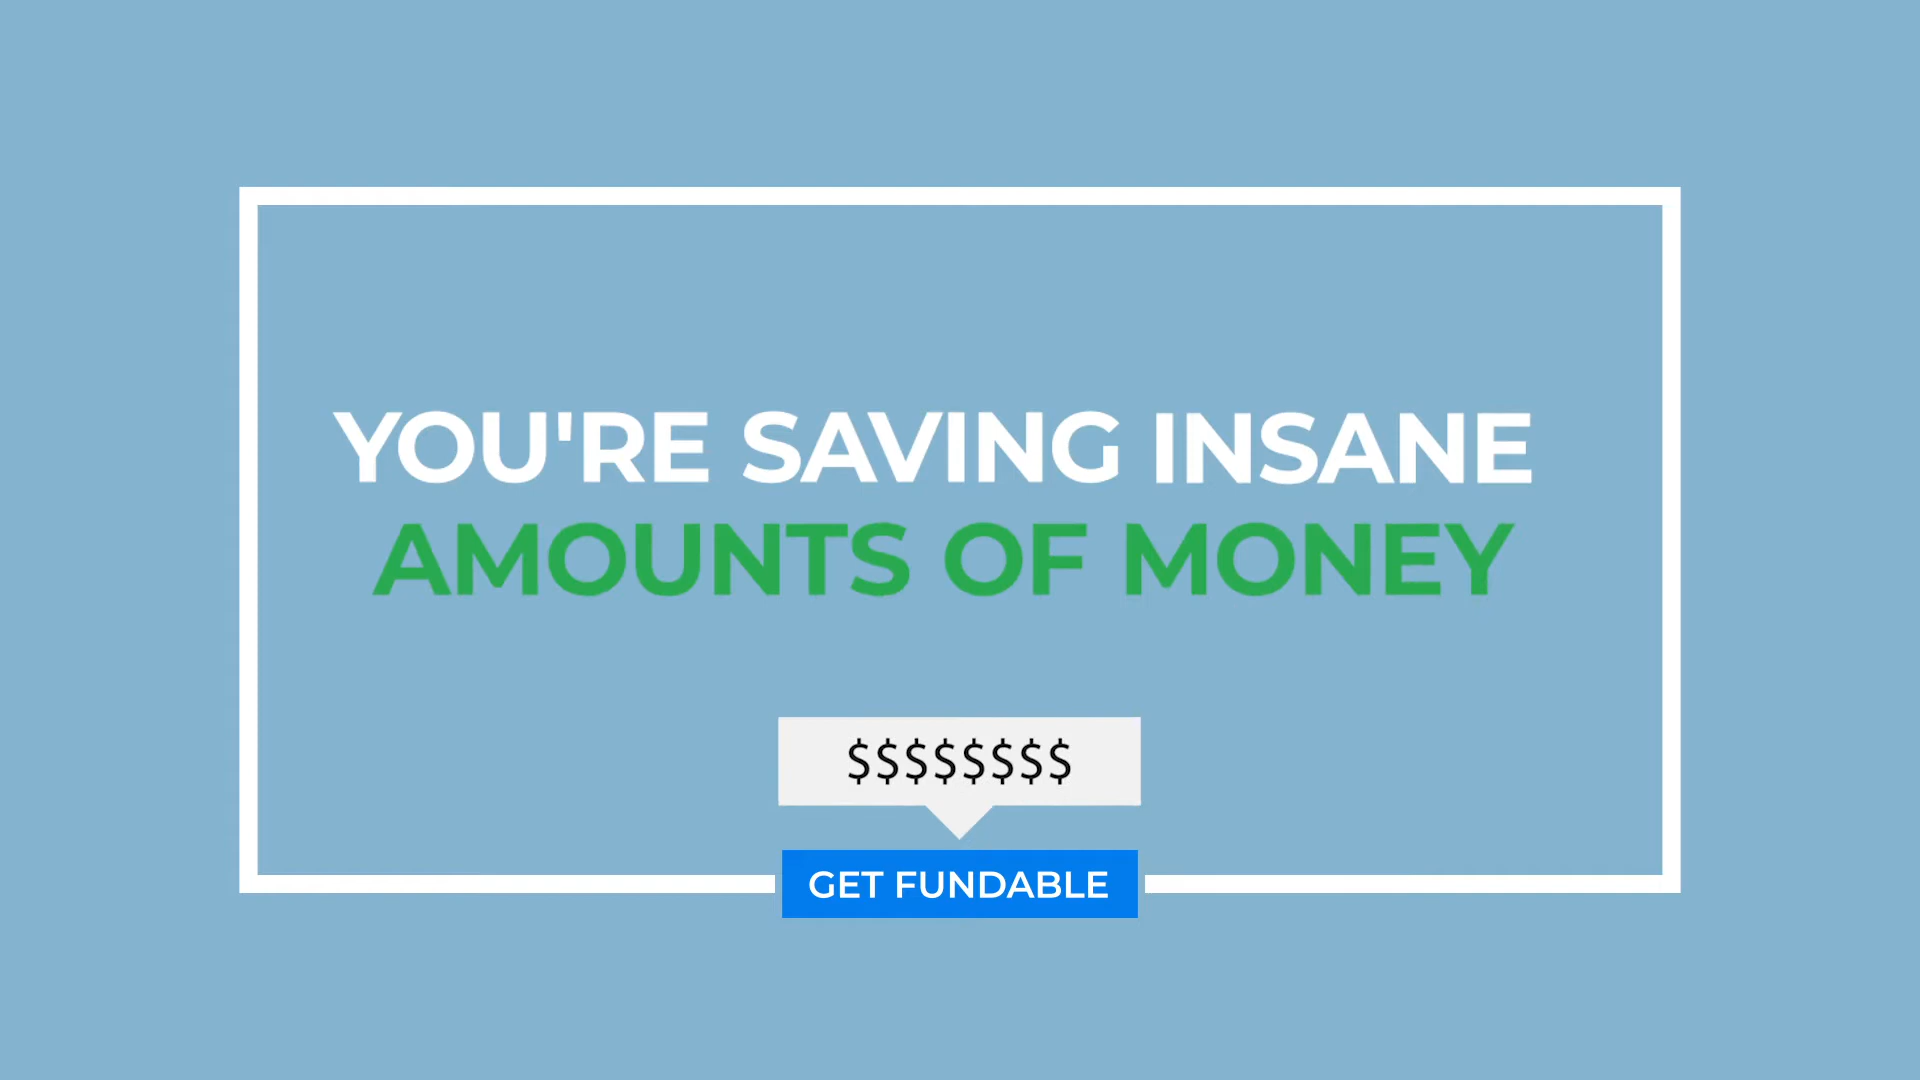 YOU'RE SAVING INSANE
AMOUNTS OF MONEY
$$$$$$$$
GET FUNDABLE